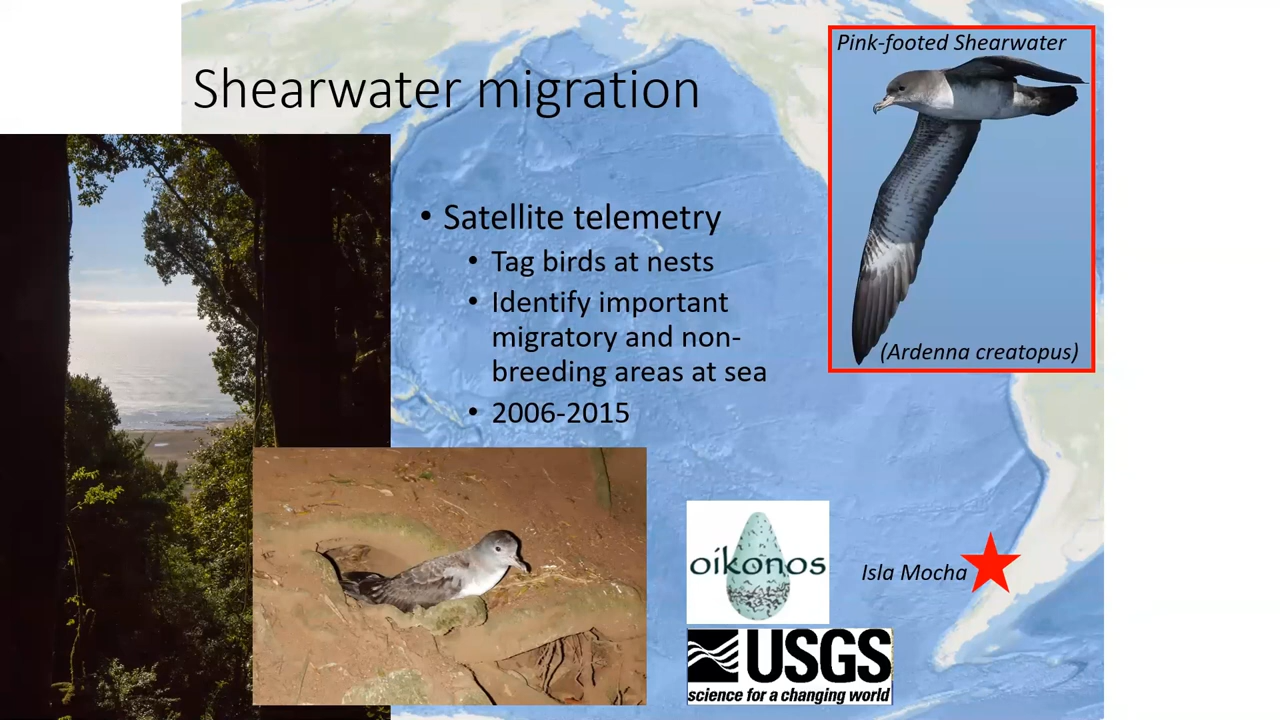 Shearwater migration
• Satellite telemetry
• Tag birds at nests
• Identify important
migratory and non-
breeding areas at sea
• 2006-2015
Pink-footed Shearwater
(Ardenna creatopus)
oikonos
Isla Mocha
USGS
science for a changing world